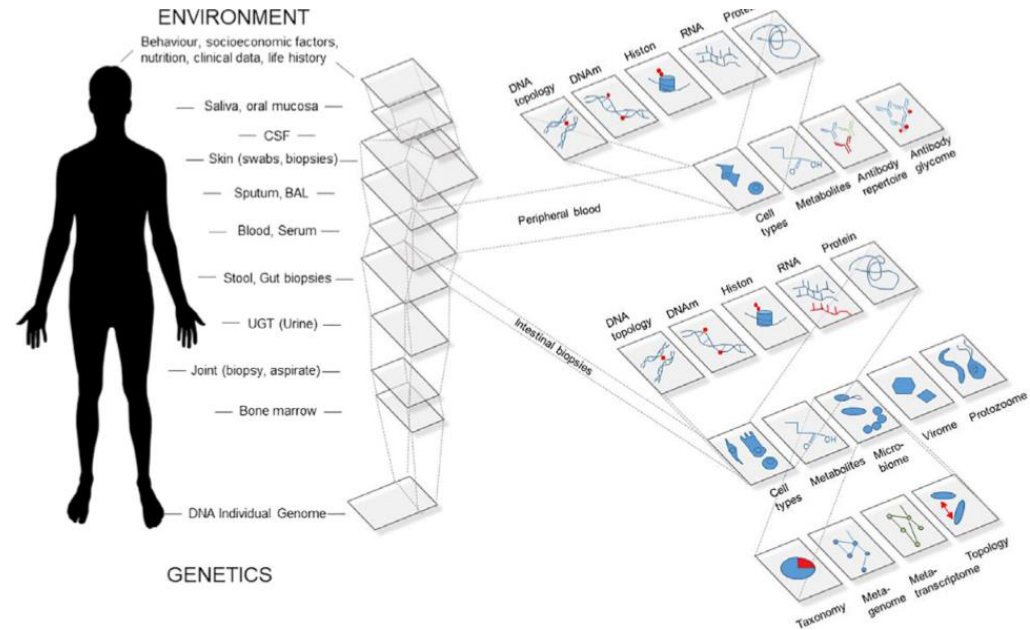 ENVIRONMENT
Behaviour, socioeconomic factors,
nutrition, clinical data, life history
Saliva, oral mucosa
CSF
Skin (swabs, biopsies)
Sputum, BAL
Blood, Serum
Stool, Gut biopsies
UGT (Urine)
Joint (biopsy, aspirate)
Bone marrow
DNA Individual Genome
GENETICS
DNA
topology
DNAm
Histon
RNA
Protein
Peripheral blood
Cell
types
Metabolites
Antibody
repertoire
Antibody
glycome
Intestinal biopsies
DNA
topology
DNAm
Histon
RNA
Protein
Cell
types
Metabolites
Micro-
biome
Virome
Protozoome
Taxonomy
Meta-
genome
Meta-
transcriptome
Topology
O
OH
O
OH